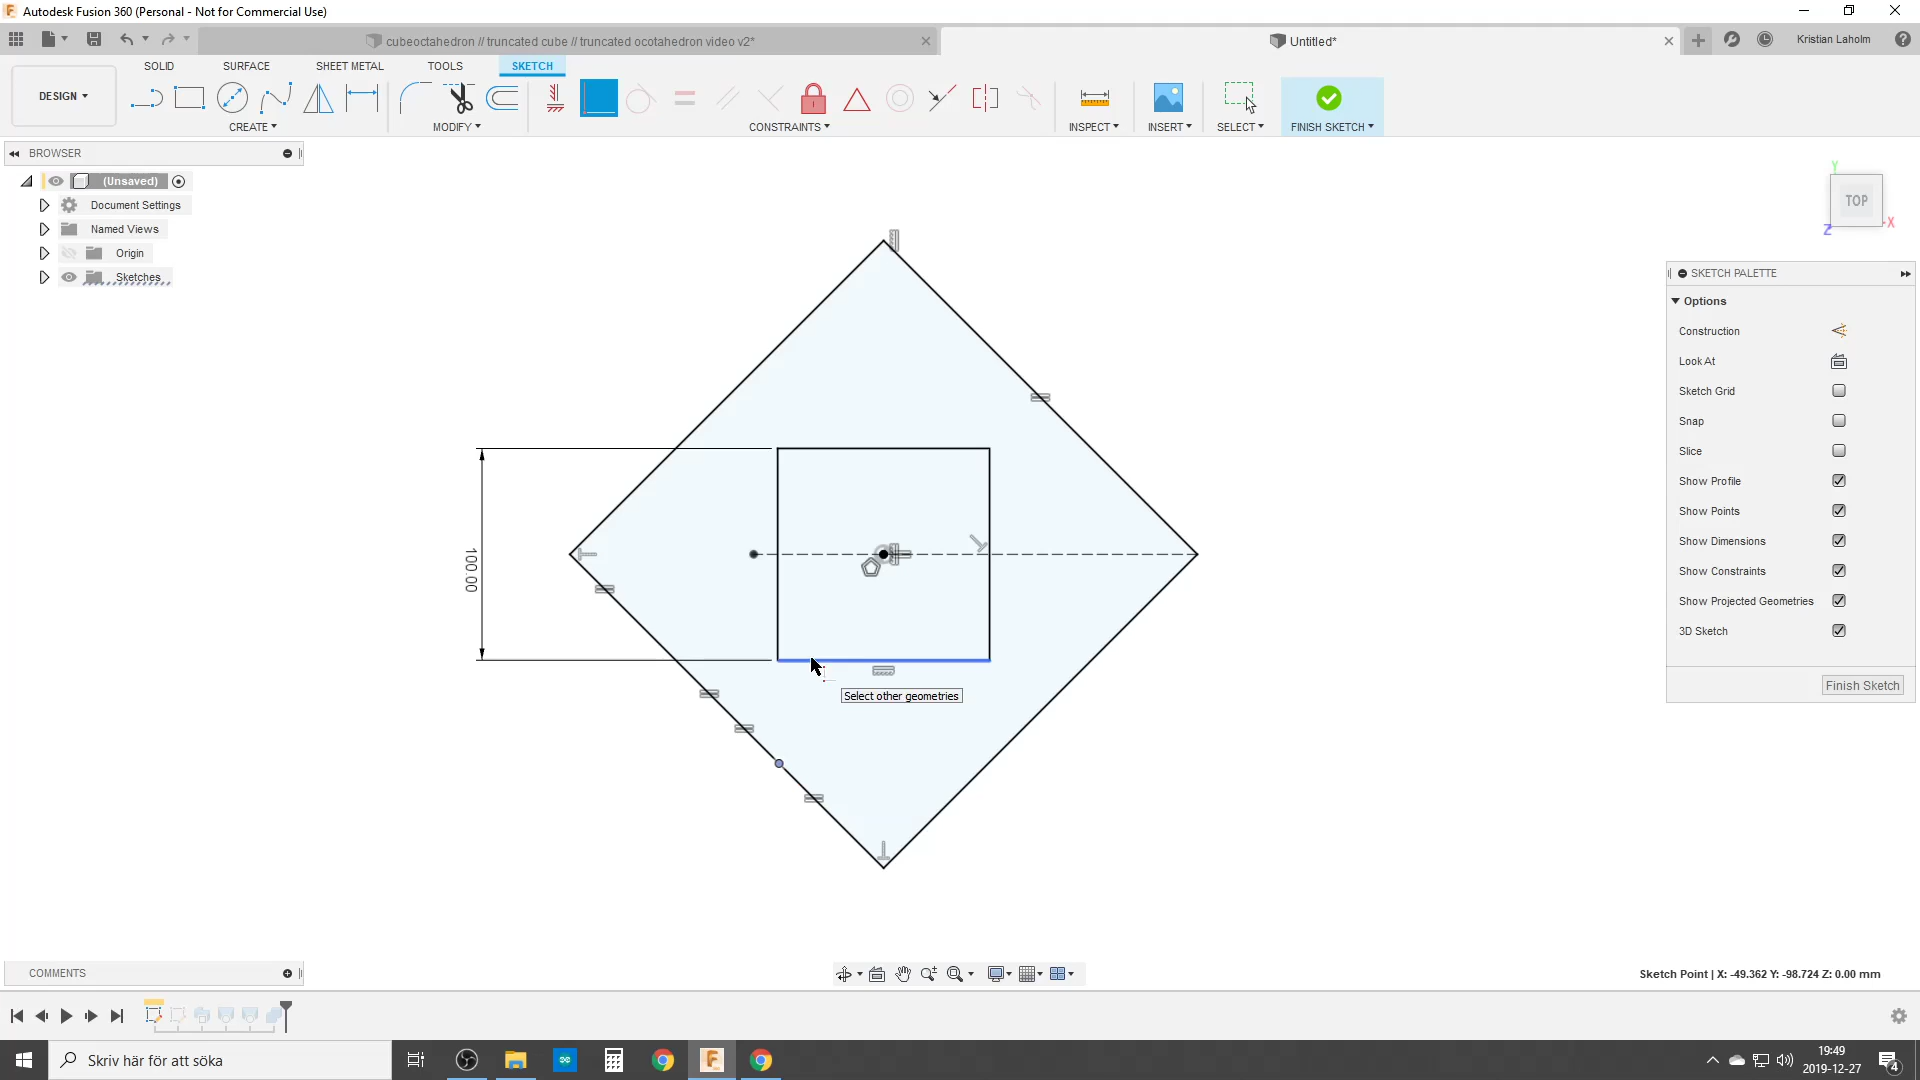 Autodesk Fusion 360 (Personal - Not for Commercial Use)
cubeoctahedron // truncated cube // truncated ocotahedron video v2*
Untitled*
Kristian Laholm
SOLID
SURFACE
SHEET METAL
TOOLS
SKETCH
DESIGN
CREATE
MODIFY
CONSTRAINTS
INSPECT
INSERT
SELECT
FINISH SKETCH
BROWSER
(Unsaved)
Document Settings
Named Views
Origin
Sketches
Y
TOP
X
Z
SKETCH PALETTE
Options
Construction
Look At
Sketch Grid
Snap
Slice
Show Profile
Show Points
Show Dimensions
Show Constraints
Show Projected Geometries
3D Sketch
Finish Sketch
100.00
Select other geometries
COMMENTS
Sketch Point | X: -49.362 Y: -98.724 Z: 0.00 mm
Skriv här för att söka
19:49
2019-12-27
4